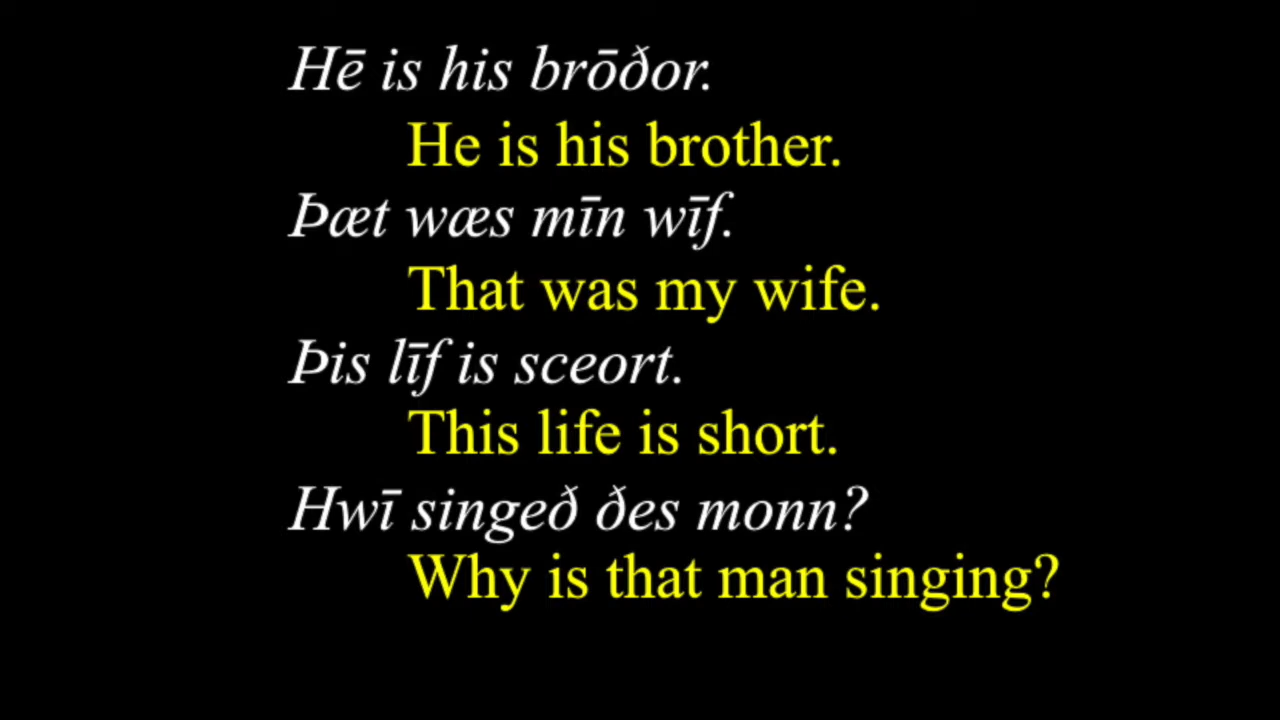 Hē is his brōðor.
He is his brother.
Þæt wæs mīn wīf.
That was my wife.
Þis līf is sceort.
This life is short.
Hwī singeð ðes monn?
Why is that man singing?